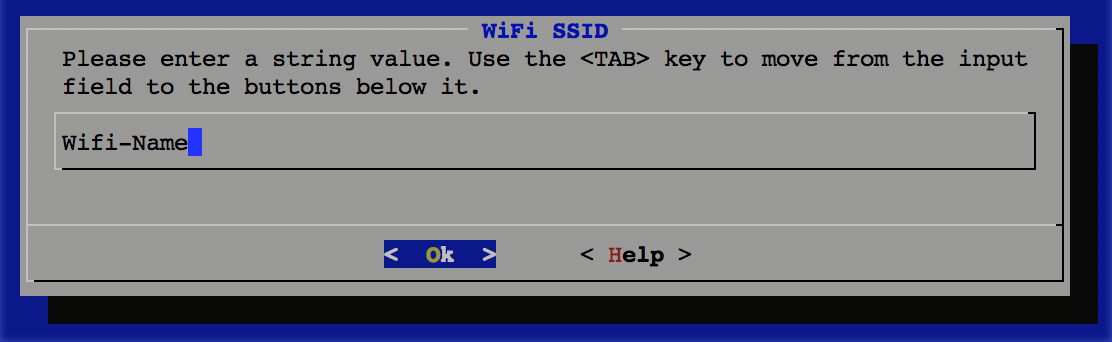 WiFi SSID
Please enter a string value. Use the <TAB> key to move from the input
field to the buttons below it.
Wifi-Name
< Ok > < Help >